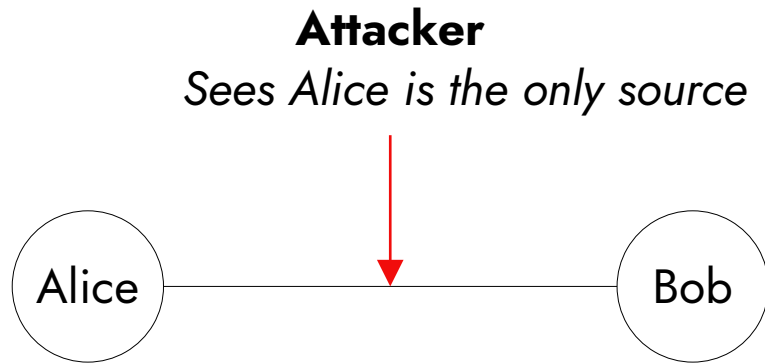 Attacker
Sees Alice is the only source
Alice
Bob